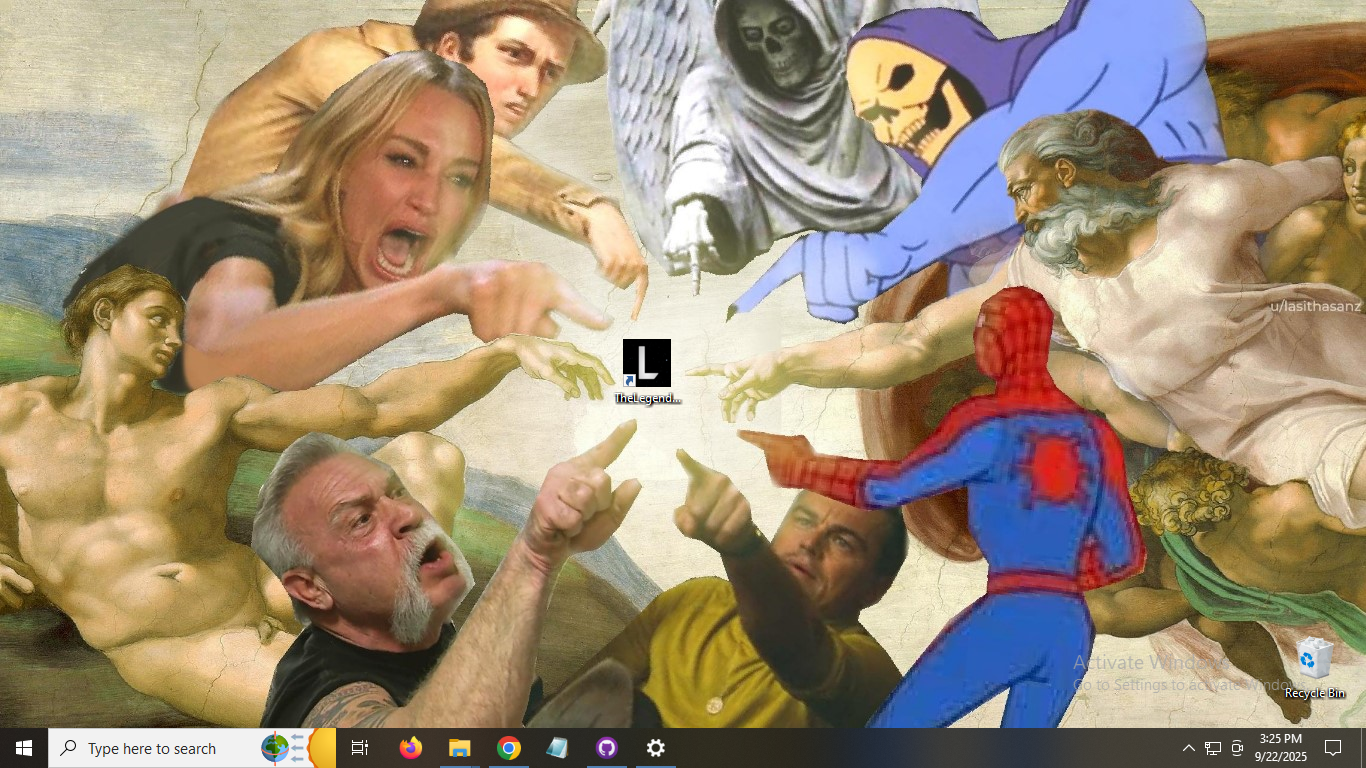 u/lasithasanz
L
TheLegend...
Activate Windows
Go to Settings to activate Windows.
Recycle Bin
Type here to search
3:25 PM
9/22/2025